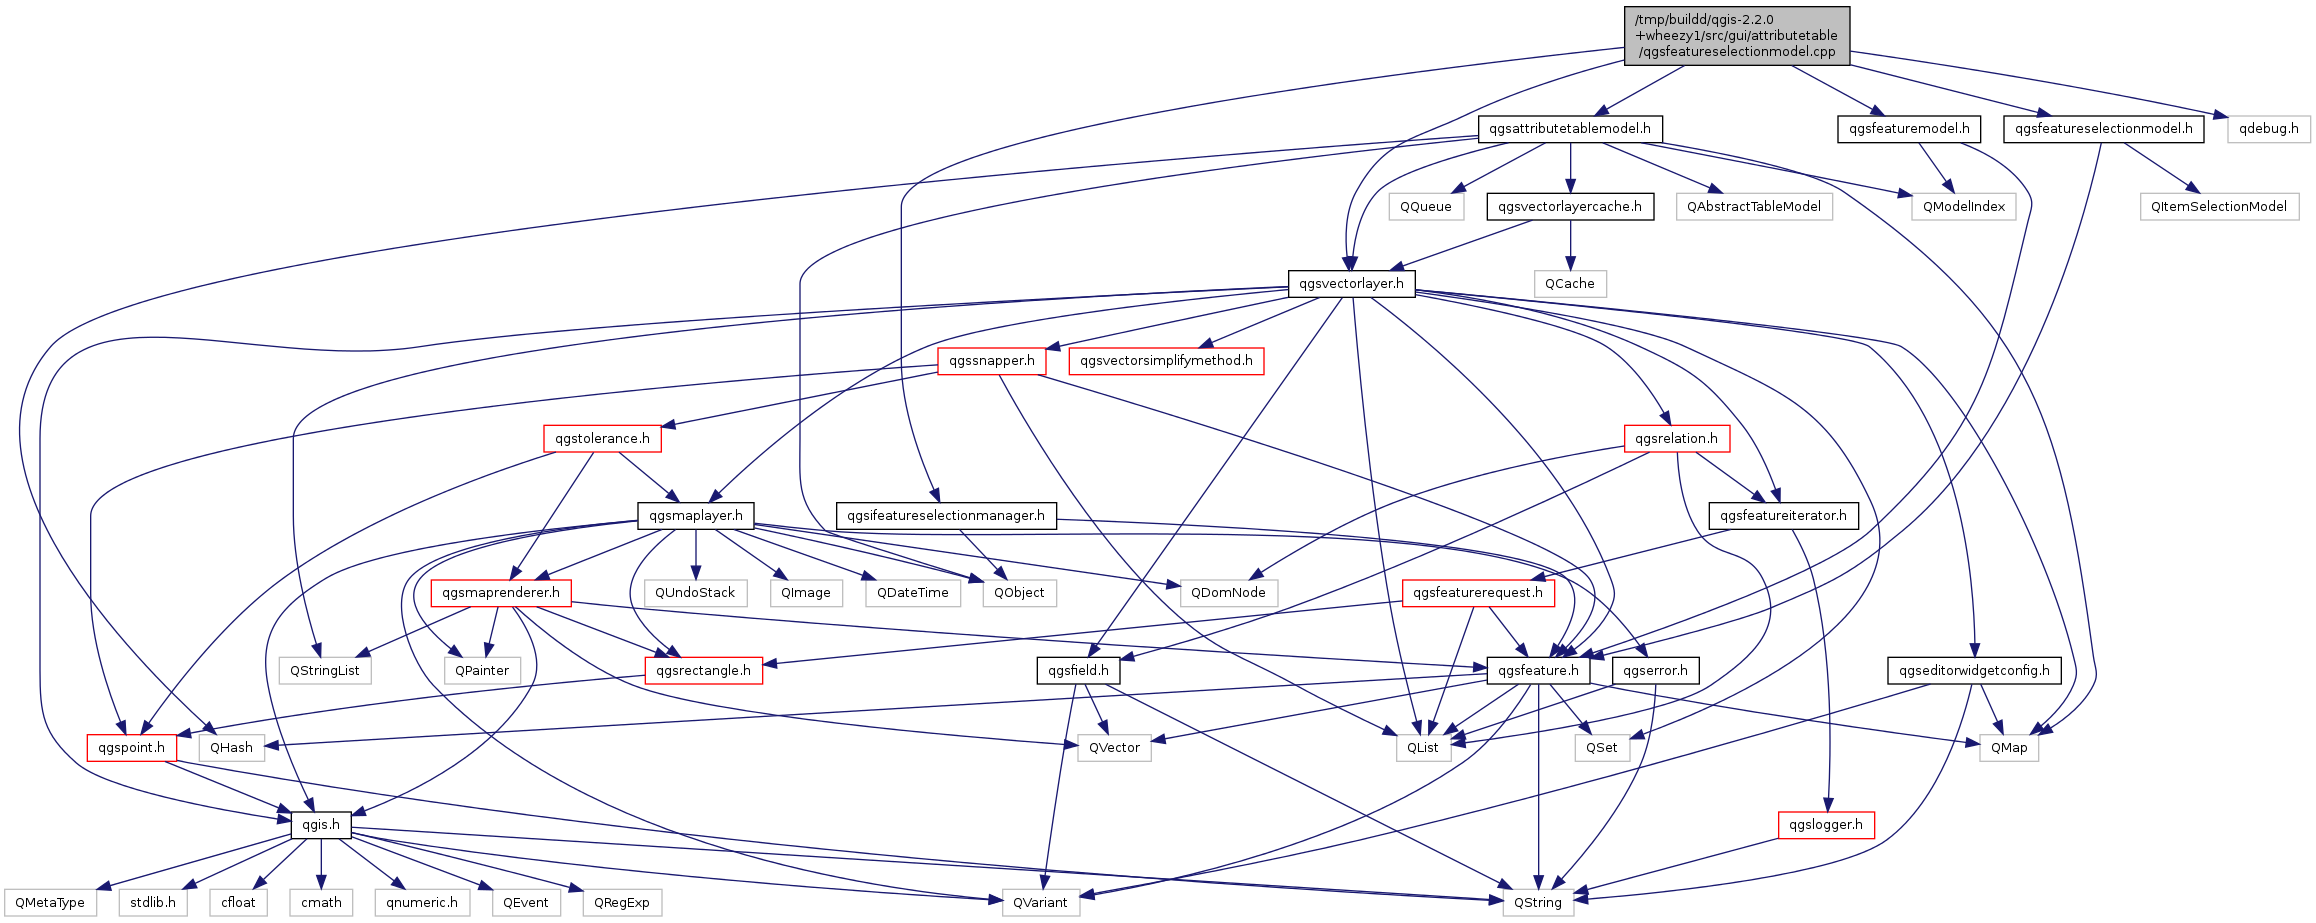 /tmp/buildd/qgis-2.2.0
+wheezy1/src/gui/attributetable
/qgsfeatureselectionmodel.cpp
qgsattributetablemodel.h
qgsfeaturemodel.h
qgsfeatureselectionmodel.h
qdebug.h
QQueue
qgsvectorlayercache.h
QAbstractTableModel
QModelIndex
QItemSelectionModel
qgsvectorlayer.h
QCache
qgssnapper.h
qgsvectorsimplifymethod.h
qgstolerance.h
qgsrelation.h
qgsmaplayer.h
qgsifeatureselectionmanager.h
qgsfeatureiterator.h
qgsmaprenderer.h
QUndoStack
QImage
QDateTime
QObject
QDomNode
qgsfeaturerequest.h
QStringList
QPainter
qgsrectangle.h
qgsfield.h
qgsfeature.h
qgserror.h
qgseditorwidgetconfig.h
qgspoint.h
QHash
QVector
QList
QSet
QMap
qgis.h
qgslogger.h
QMetaType
stdlib.h
cfloat
cmath
qnumeric.h
QEvent
QRegExp
QVariant
QString